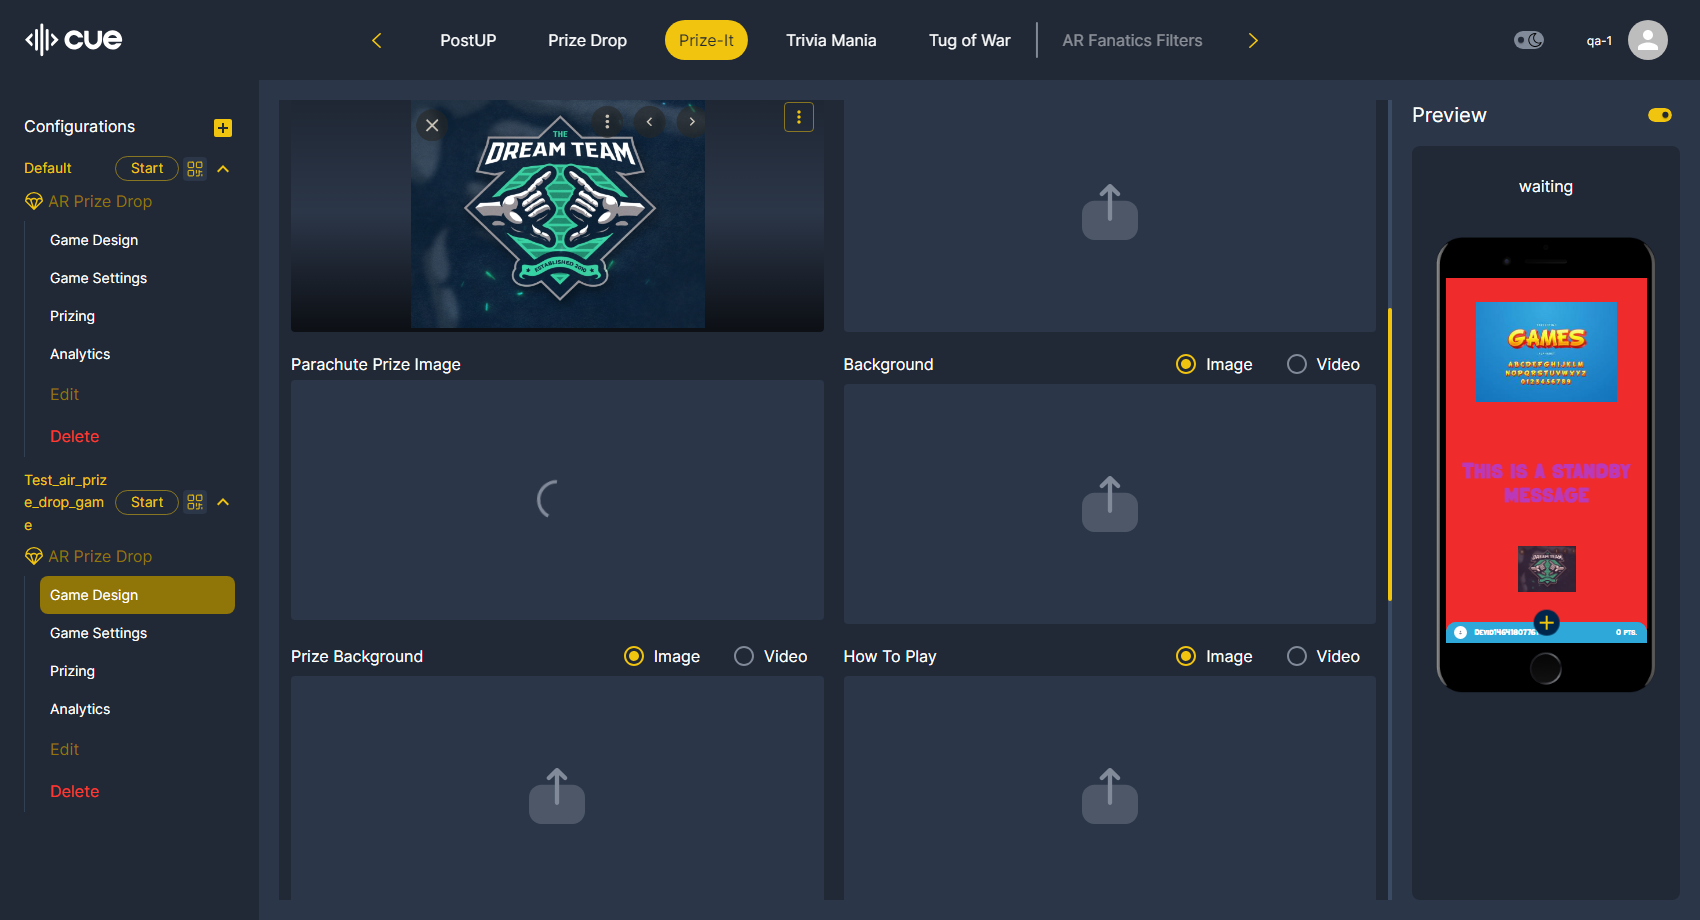 cue
PostUP
Prize Drop
Prize-It
Trivia Mania
Tug of War
AR Fanatics Filters
qa-1
Configurations
Default
Start
AR Prize Drop
Game Design
Game Settings
Prizing
Analytics
Edit
Delete
Test_air_priz
e_drop_gam
e
Start
AR Prize Drop
Game Design
Game Settings
Prizing
Analytics
Edit
Delete
THE
DREAM TEAM
ESTABLISHED 2010
Parachute Prize Image
Background
Image
Video
Prize Background
Image
Video
How To Play
Image
Video
Preview
waiting
GAMES
ABCDEFGHIJKLM
NOPQRSTUVWXYZ
0123456789
THIS IS A STANDBY
MESSAGE
DREAM TEAM
0 PTS.